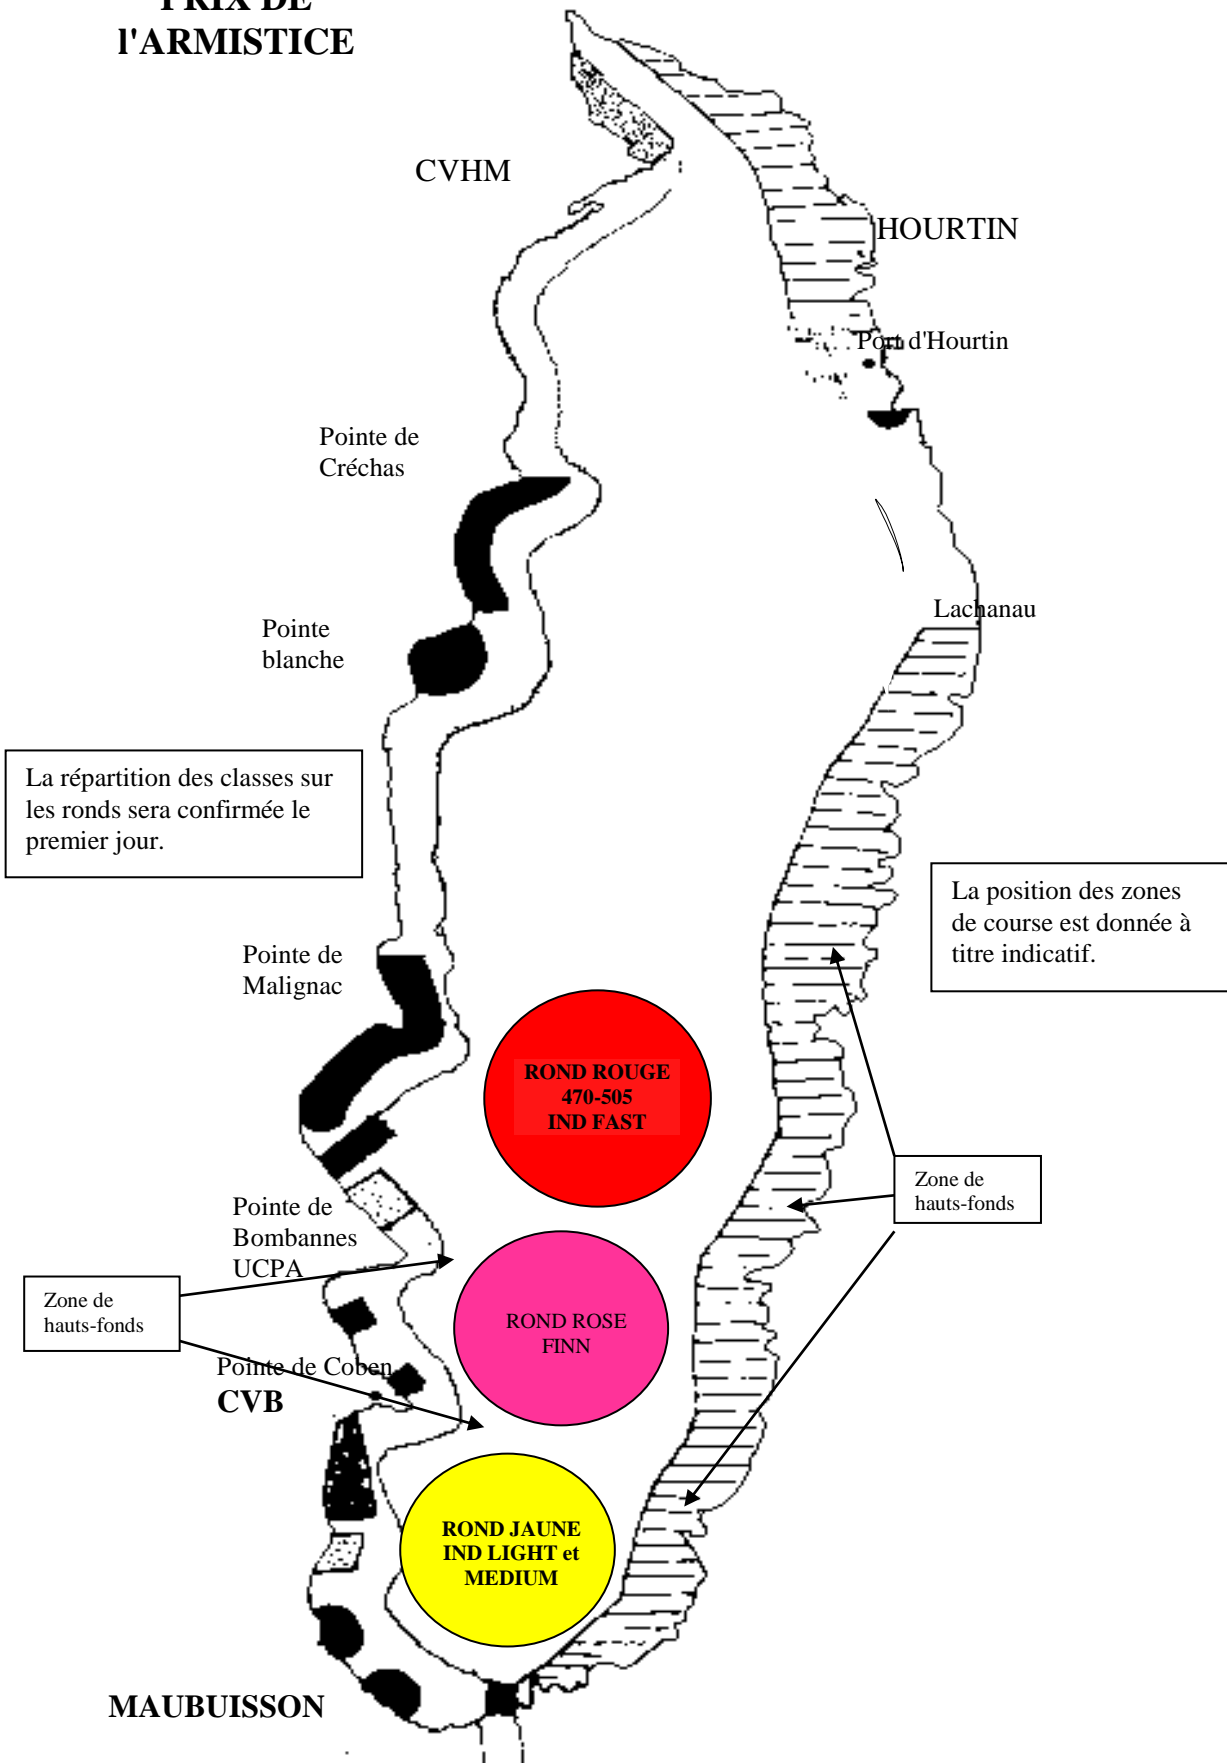 PRIX DE
l'ARMISTICE
CVHM
HOURTIN
Port d'Hourtin
Pointe de
Créchas
Lachanau
Pointe
blanche
La répartition des classes sur
les ronds sera confirmée le
premier jour.
La position des zones
de course est donnée à
titre indicatif.
Pointe de
Malignac
ROND ROUGE
470-505
IND FAST
Zone de
hauts-fonds
Pointe de
Bombannes
UCPA
Zone de
hauts-fonds
ROND ROSE
FINN
Pointe de Coben
CVB
ROND JAUNE
IND LIGHT et
MEDIUM
MAUBUISSON